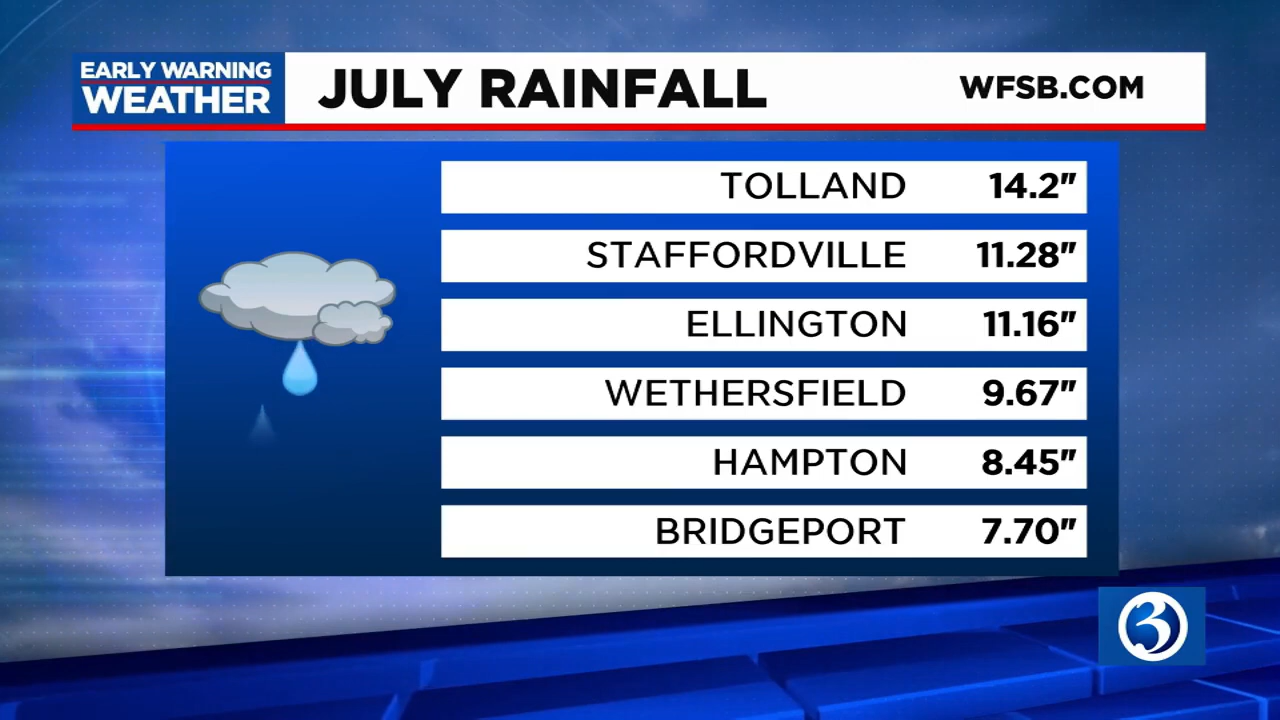 EARLY WARNING
WEATHER
JULY RAINFALL
WFSB.COM
TOLLAND 14.2"
STAFFORDVILLE 11.28"
ELLINGTON 11.16"
WETHERSFIELD 9.67"
HAMPTON 8.45"
BRIDGEPORT 7.70"
3